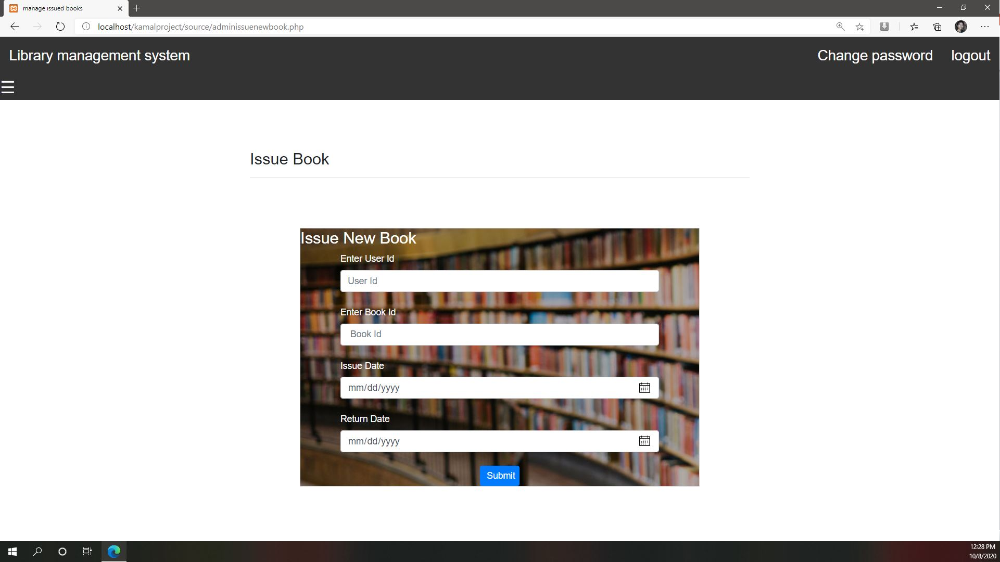 manage issued books
localhost/kamalproject/source/adminissuenewbook.php
Library management system
Change password
logout
Issue Book
Issue New Book
Enter User Id
User Id
Enter Book Id
Book Id
Issue Date
mm/dd/yyyy
Return Date
mm/dd/yyyy
Submit
12:28 PM
10/8/2020